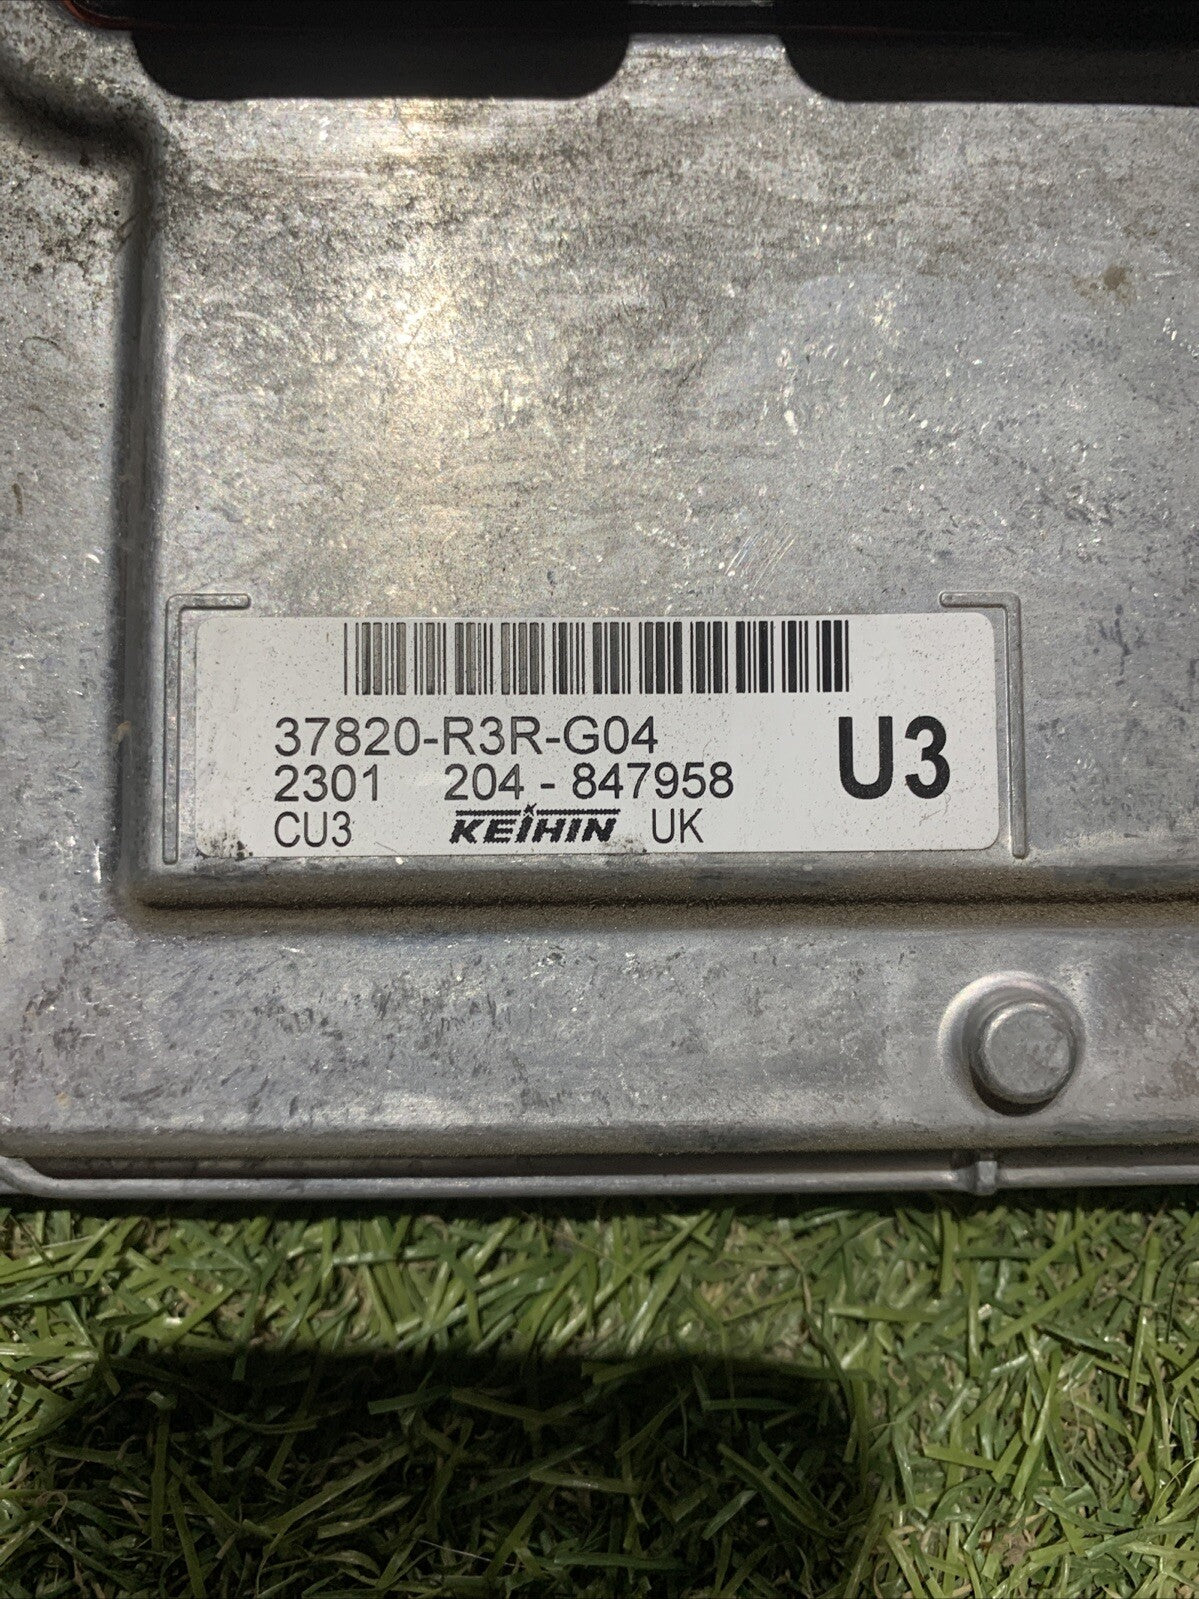 37820-R3R-G04
U3
2301 204 - 847958
CU3 KEIHIN UK